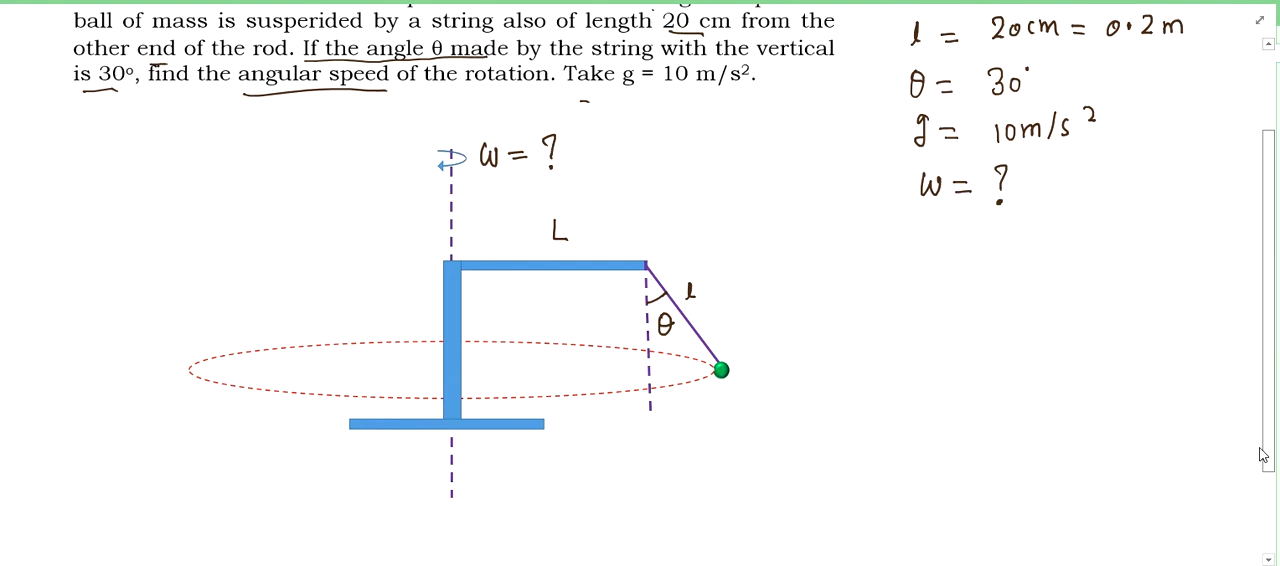 ball of mass is susperided by a string also of length 20 cm from the
other end of the rod. If the angle θ made by the string with the vertical
is 30°, find the angular speed of the rotation. Take g = 10 m/s².
l = 20cm = 0.2m
θ = 30°
g = 10m/s²
ω = ?
ω = ?
L
l
θ